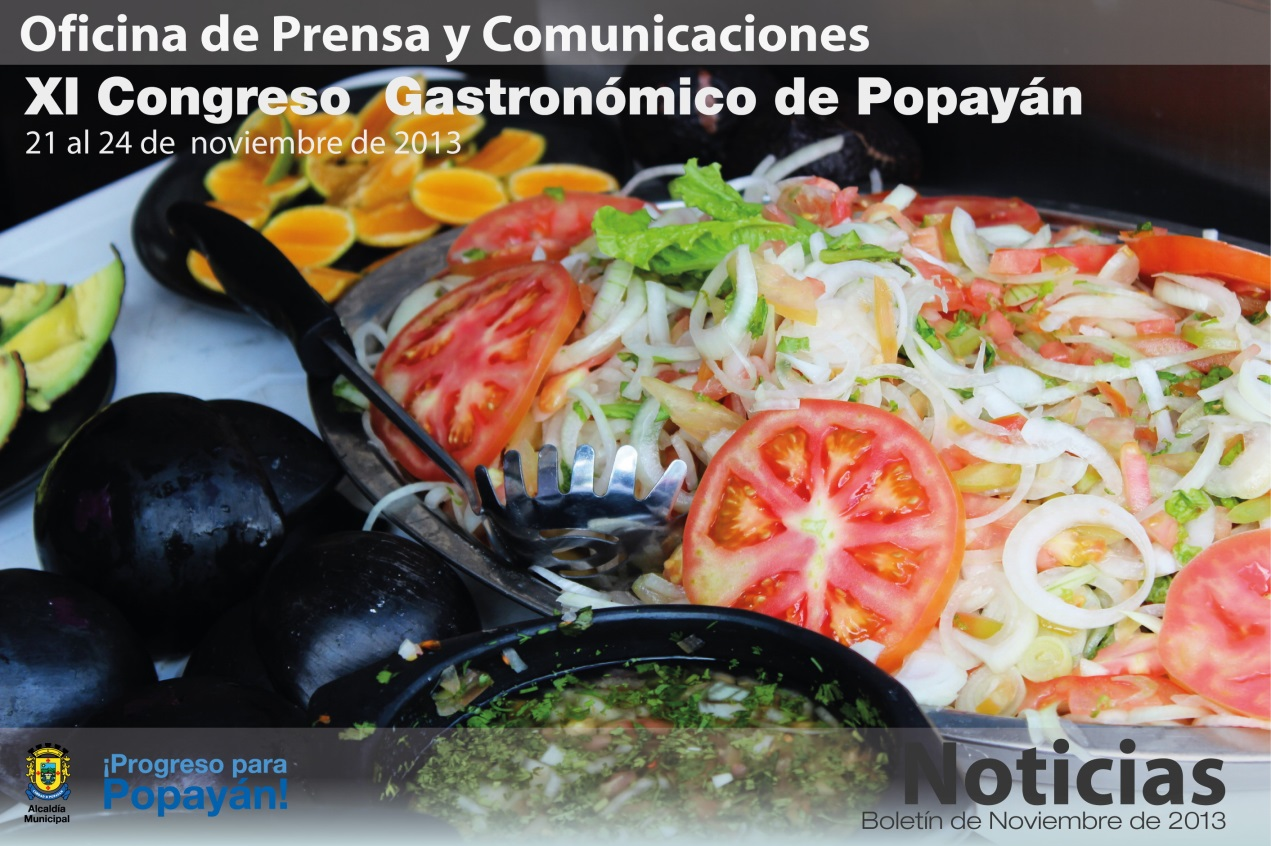 Oficina de Prensa y Comunicaciones
XI Congreso Gastronómico de Popayán
21 al 24 de noviembre de 2013
Alcaldía
Municipal
¡Progreso para
Popayán!
Noticias
Boletín de Noviembre de 2013